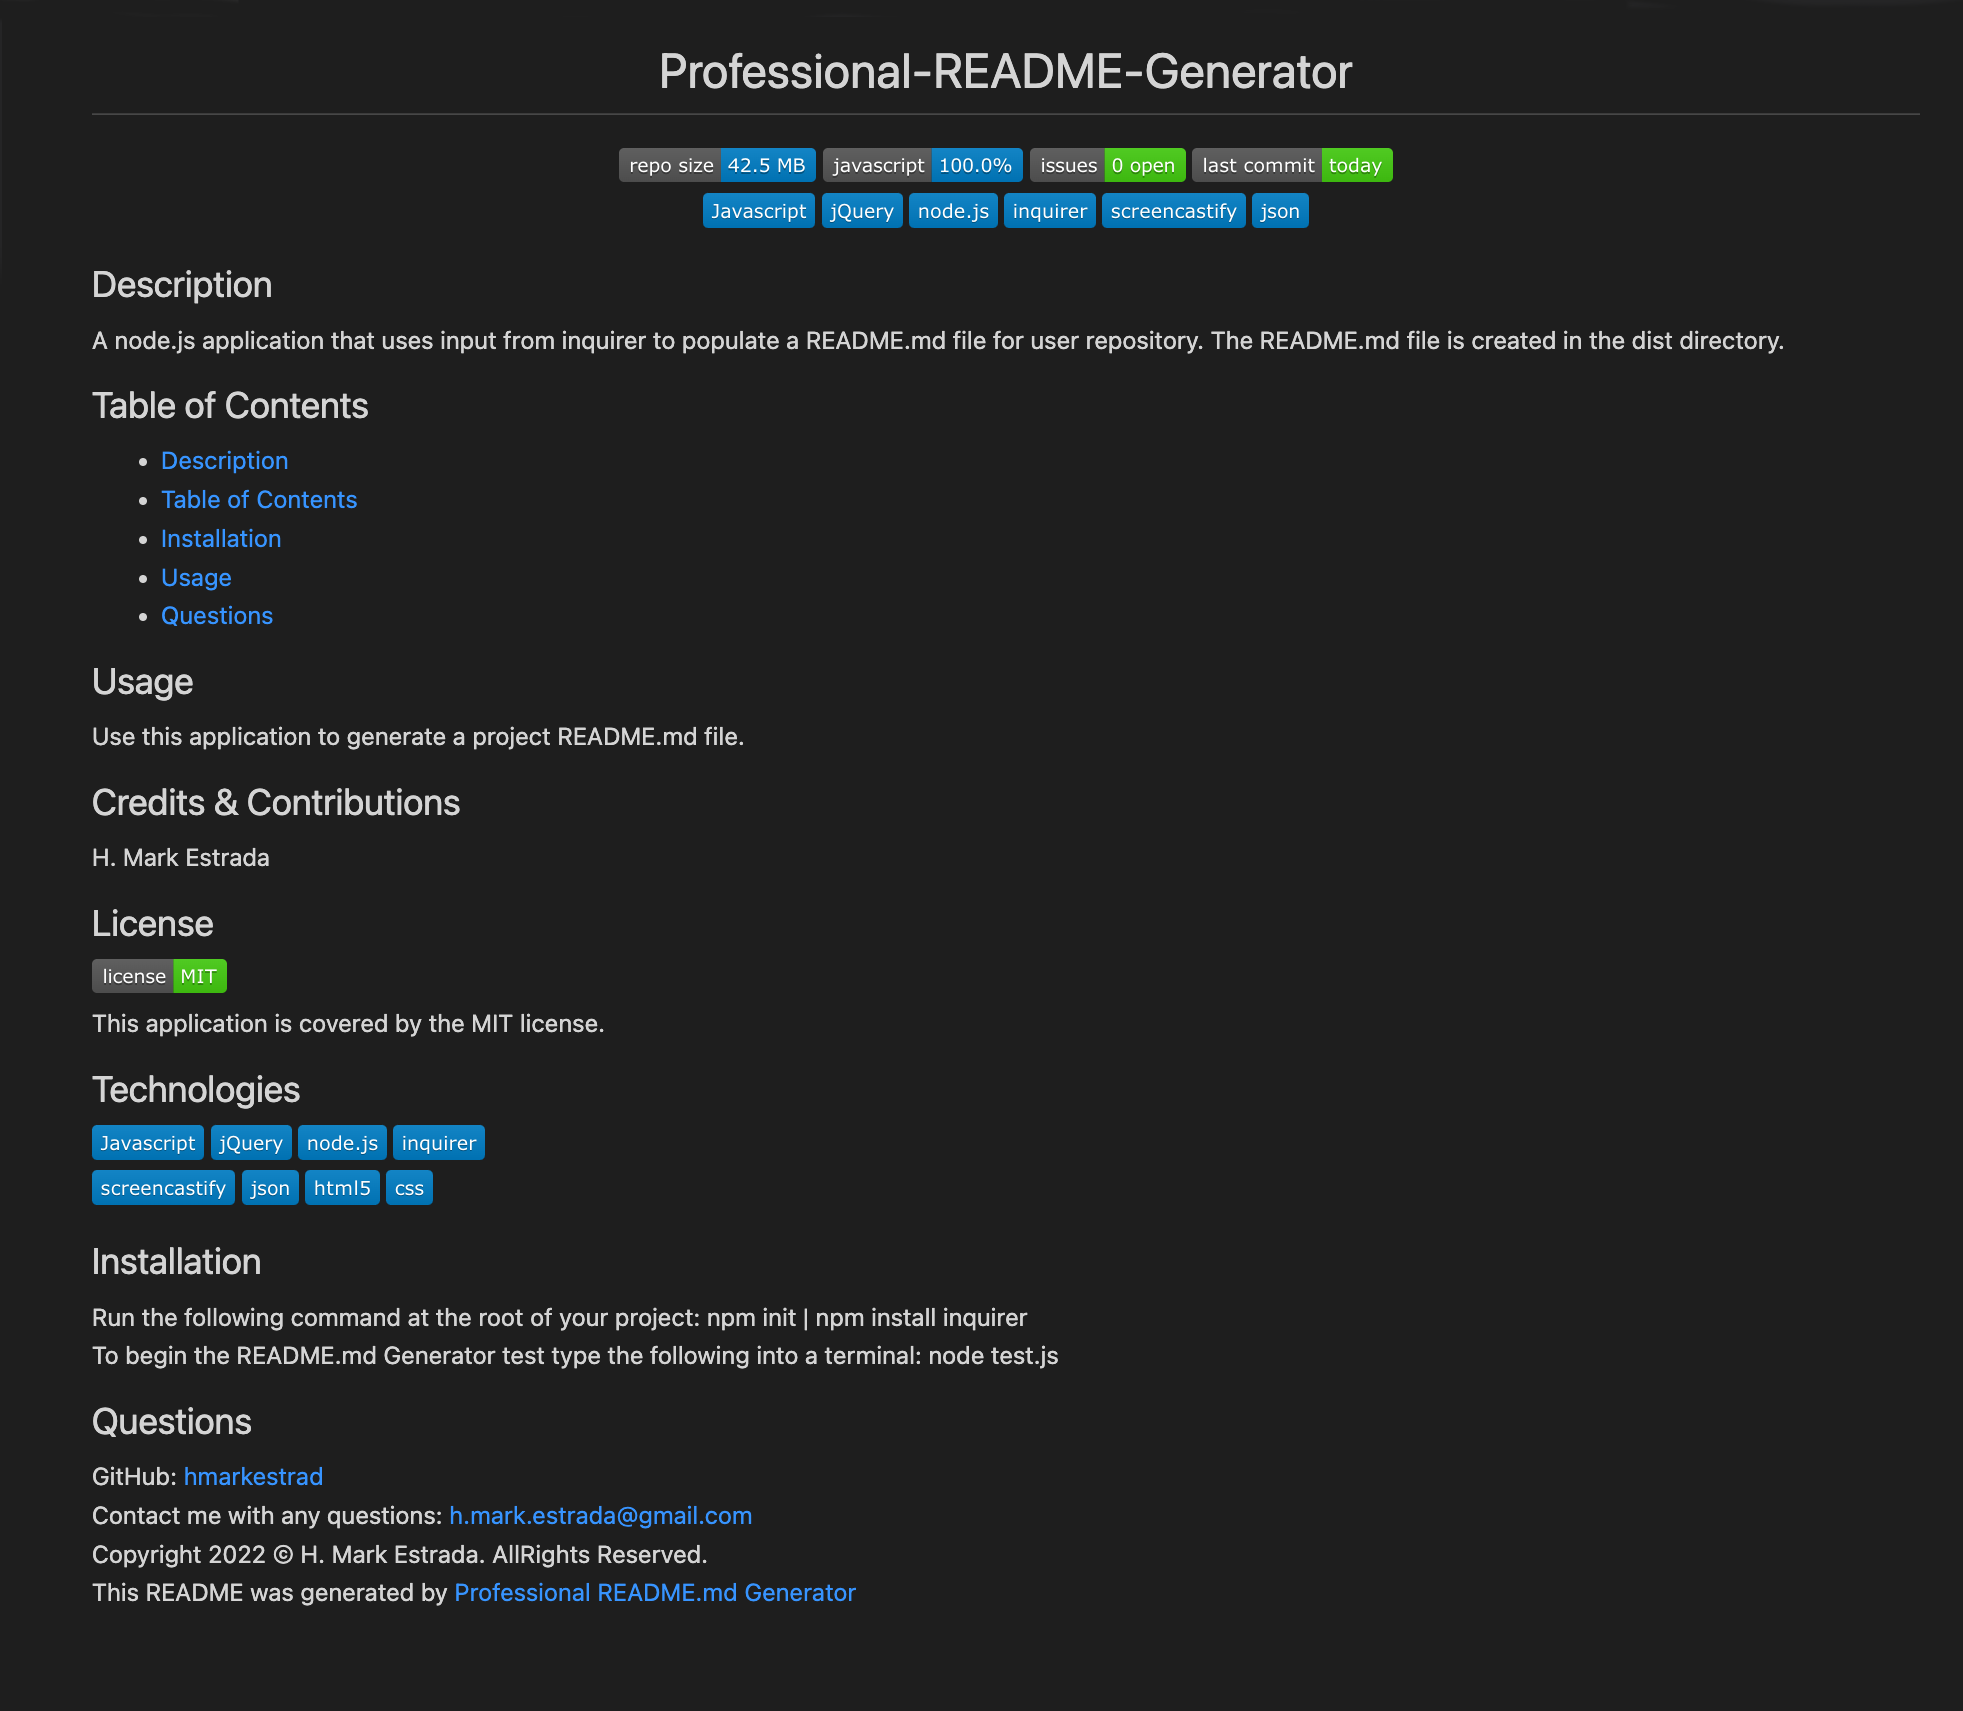 Professional-README-Generator
repo size 42.5 MB javascript 100.0% issues 0 open last commit today
Javascript jQuery node.js inquirer screencastify json
Description
A node.js application that uses input from inquirer to populate a README.md file for user repository. The README.md file is created in the dist directory.
Table of Contents
• Description
• Table of Contents
• Installation
• Usage
• Questions
Usage
Use this application to generate a project README.md file.
Credits & Contributions
H. Mark Estrada
License
license MIT
This application is covered by the MIT license.
Technologies
Javascript jQuery node.js inquirer
screencastify json html5 css
Installation
Run the following command at the root of your project: npm init | npm install inquirer
To begin the README.md Generator test type the following into a terminal: node test.js
Questions
GitHub: hmarkestrad
Contact me with any questions: h.mark.estrada@gmail.com
Copyright 2022 © H. Mark Estrada. AllRights Reserved.
This README was generated by Professional README.md Generator